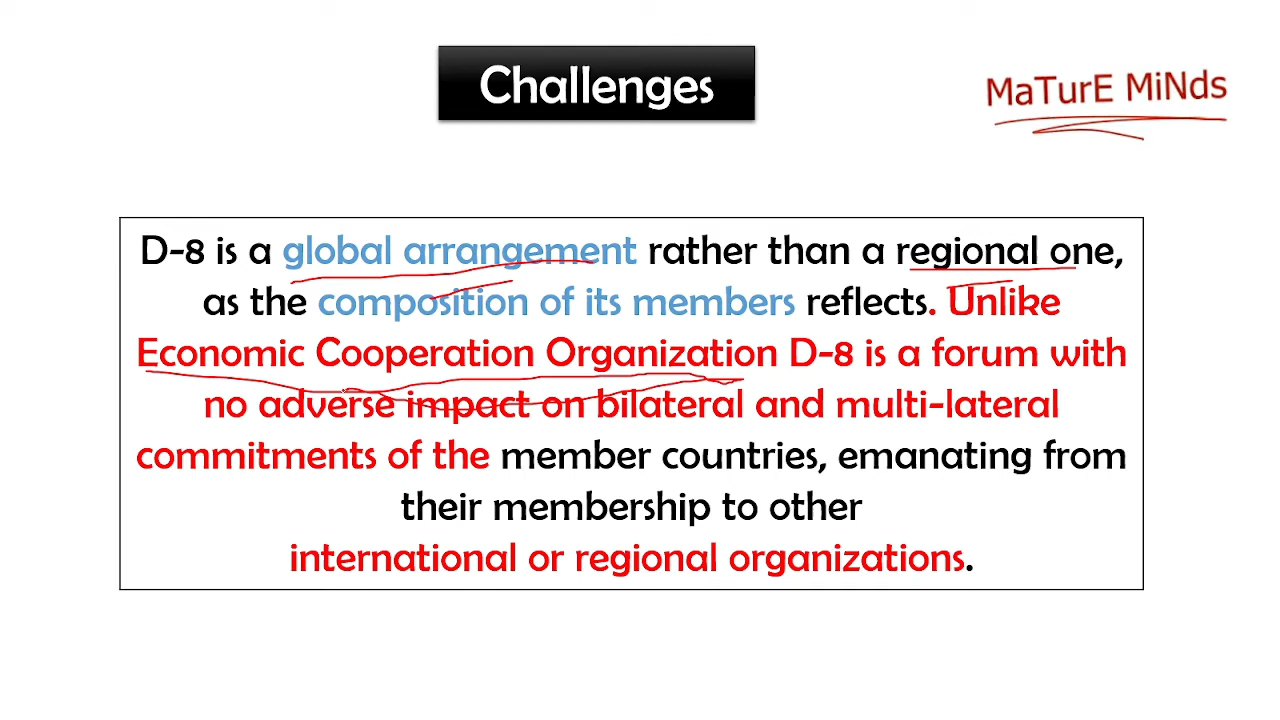 Challenges
MaTurE MiNds
D-8 is a global arrangement rather than a regional one,
as the composition of its members reflects. Unlike
Economic Cooperation Organization D-8 is a forum with
no adverse impact on bilateral and multi-lateral
commitments of the member countries, emanating from
their membership to other
international or regional organizations.